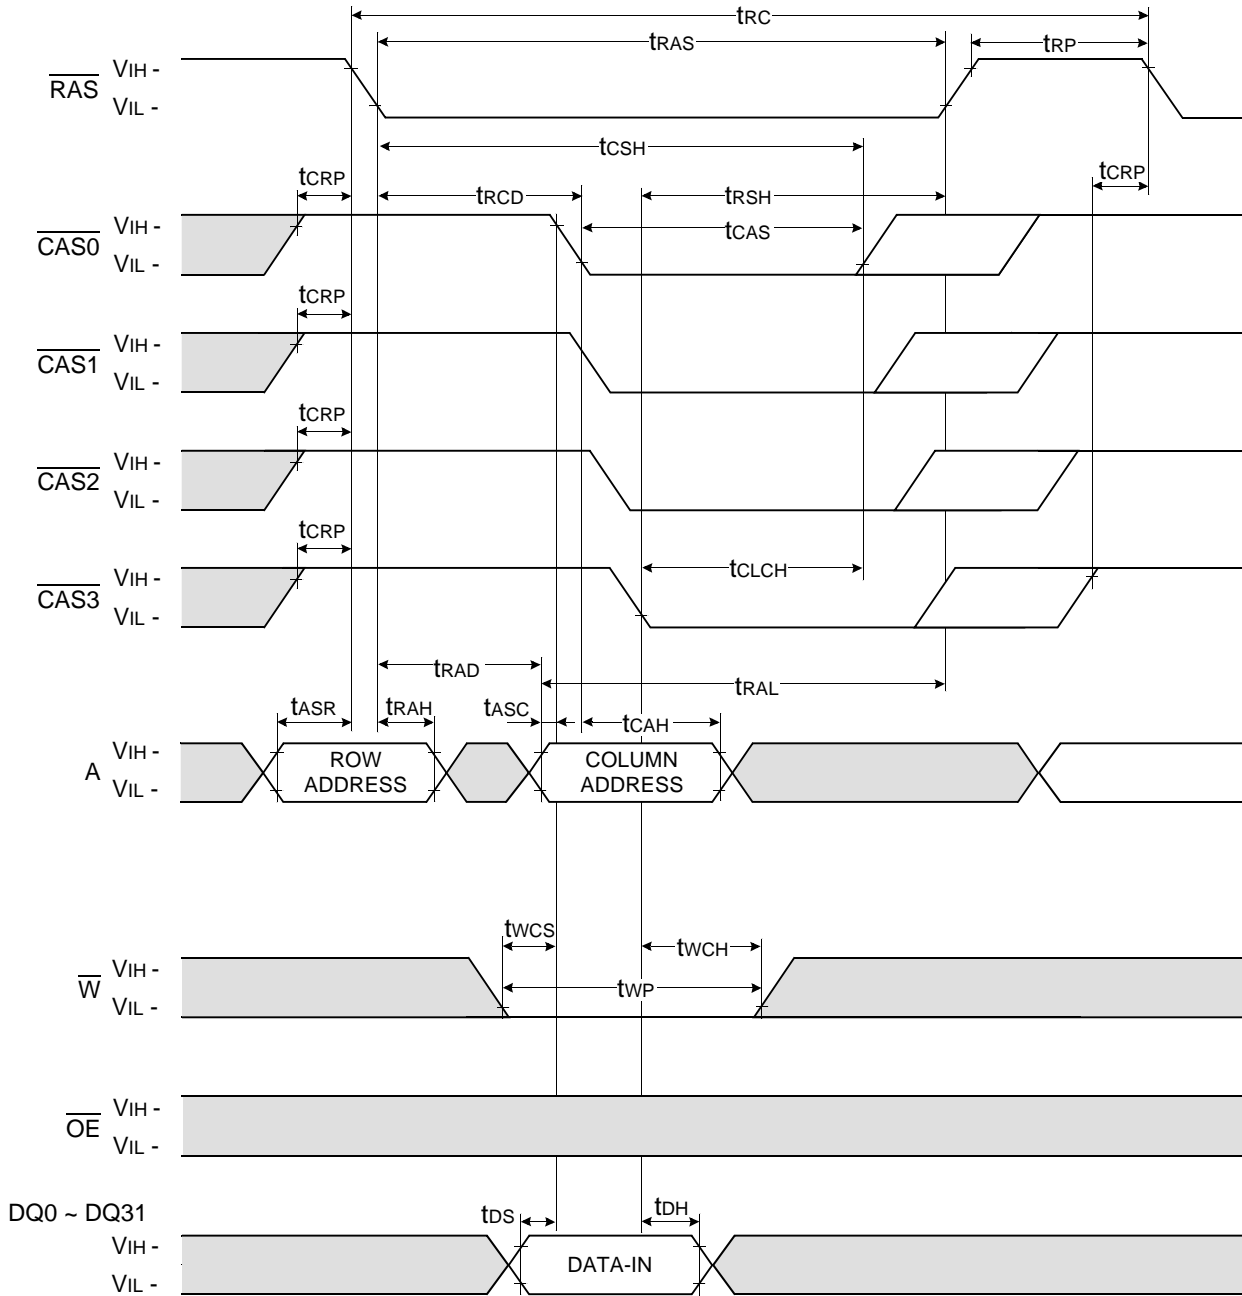 tRC
tRAS
tRP
RAS
VIH -
VIL -
tCSH
tCRP
tRCD
tRSH
tCRP
CAS0
VIH -
VIL -
tCAS
tCRP
CAS1
VIH -
VIL -
tCRP
CAS2
VIH -
VIL -
tCRP
CAS3
VIH -
VIL -
tCLCH
tRAD
tRAL
tASR
tRAH
tASC
tCAH
A
VIH -
VIL -
ROW
ADDRESS
COLUMN
ADDRESS
tWCS
tWCH
W
VIH -
VIL -
tWP
OE
VIH -
VIL -
DQ0 ~ DQ31
tDS
tDH
VIH -
VIL -
DATA-IN